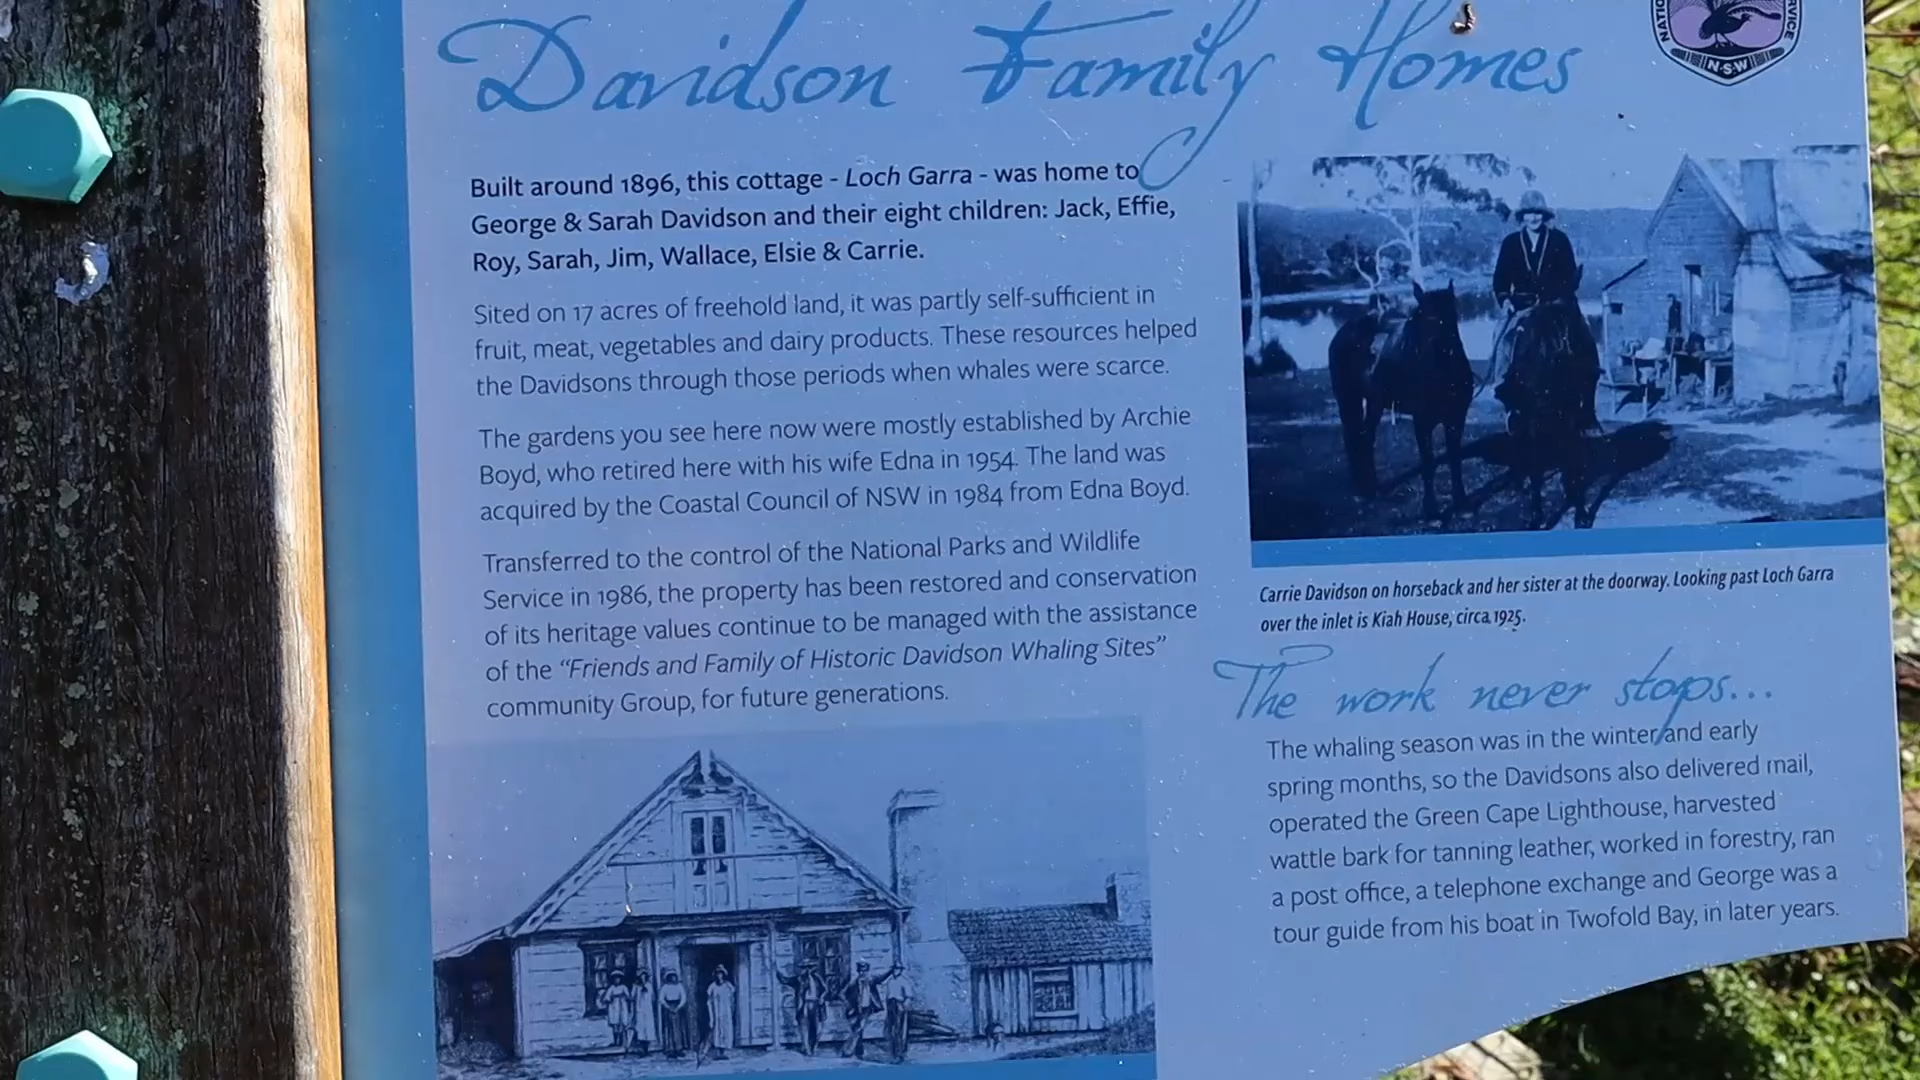 Davidson Family Homes
N·S·W
Built around 1896, this cottage - Loch Garra - was home to
George & Sarah Davidson and their eight children: Jack, Effie,
Roy, Sarah, Jim, Wallace, Elsie & Carrie.
Sited on 17 acres of freehold land, it was partly self-sufficient in
fruit, meat, vegetables and dairy products. These resources helped
the Davidsons through those periods when whales were scarce.
The gardens you see here now were mostly established by Archie
Boyd, who retired here with his wife Edna in 1954. The land was
acquired by the Coastal Council of NSW in 1984 from Edna Boyd.
Transferred to the control of the National Parks and Wildlife
Service in 1986, the property has been restored and conservation
of its heritage values continue to be managed with the assistance
of the “Friends and Family of Historic Davidson Whaling Sites”
community Group, for future generations.
Carrie Davidson on horseback and her sister at the doorway. Looking past Loch Garra
over the inlet is Kiah House, circa 1925.
The work never stops...
The whaling season was in the winter and early
spring months, so the Davidsons also delivered mail,
operated the Green Cape Lighthouse, harvested
wattle bark for tanning leather, worked in forestry, ran
a post office, a telephone exchange and George was a
tour guide from his boat in Twofold Bay, in later years.